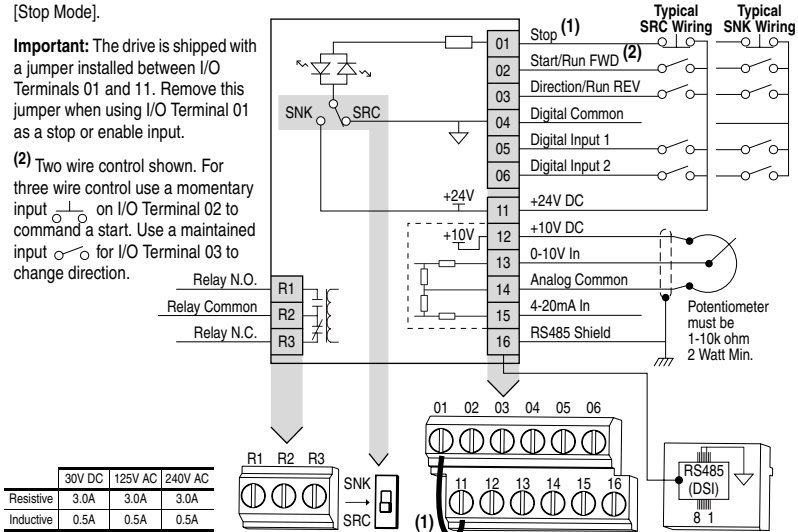 [Stop Mode].
Important: The drive is shipped with
a jumper installed between I/O
Terminals 01 and 11. Remove this
jumper when using I/O Terminal 01
as a stop or enable input.
(2) Two wire control shown. For
three wire control use a momentary
input on I/O Terminal 02 to
command a start. Use a maintained
input for I/O Terminal 03 to
change direction.
Typical
SRC Wiring
Typical
SNK Wiring
01 Stop (1)
02 Start/Run FWD (2)
03 Direction/Run REV
04 Digital Common
05 Digital Input 1
06 Digital Input 2
11 +24V DC
12 +10V DC
13 0-10V In
14 Analog Common
15 4-20mA In
16 RS485 Shield
SNK SRC
+24V
+10V
Relay N.O. R1
Relay Common R2
Relay N.C. R3
Potentiometer
must be
1-10k ohm
2 Watt Min.
01 02 03 04 05 06
11 12 13 14 15 16
(1)
R1 R2 R3
SNK
SRC
RS485
(DSI)
8 1
30V DC 125V AC 240V AC
Resistive 3.0A 3.0A 3.0A
Inductive 0.5A 0.5A 0.5A